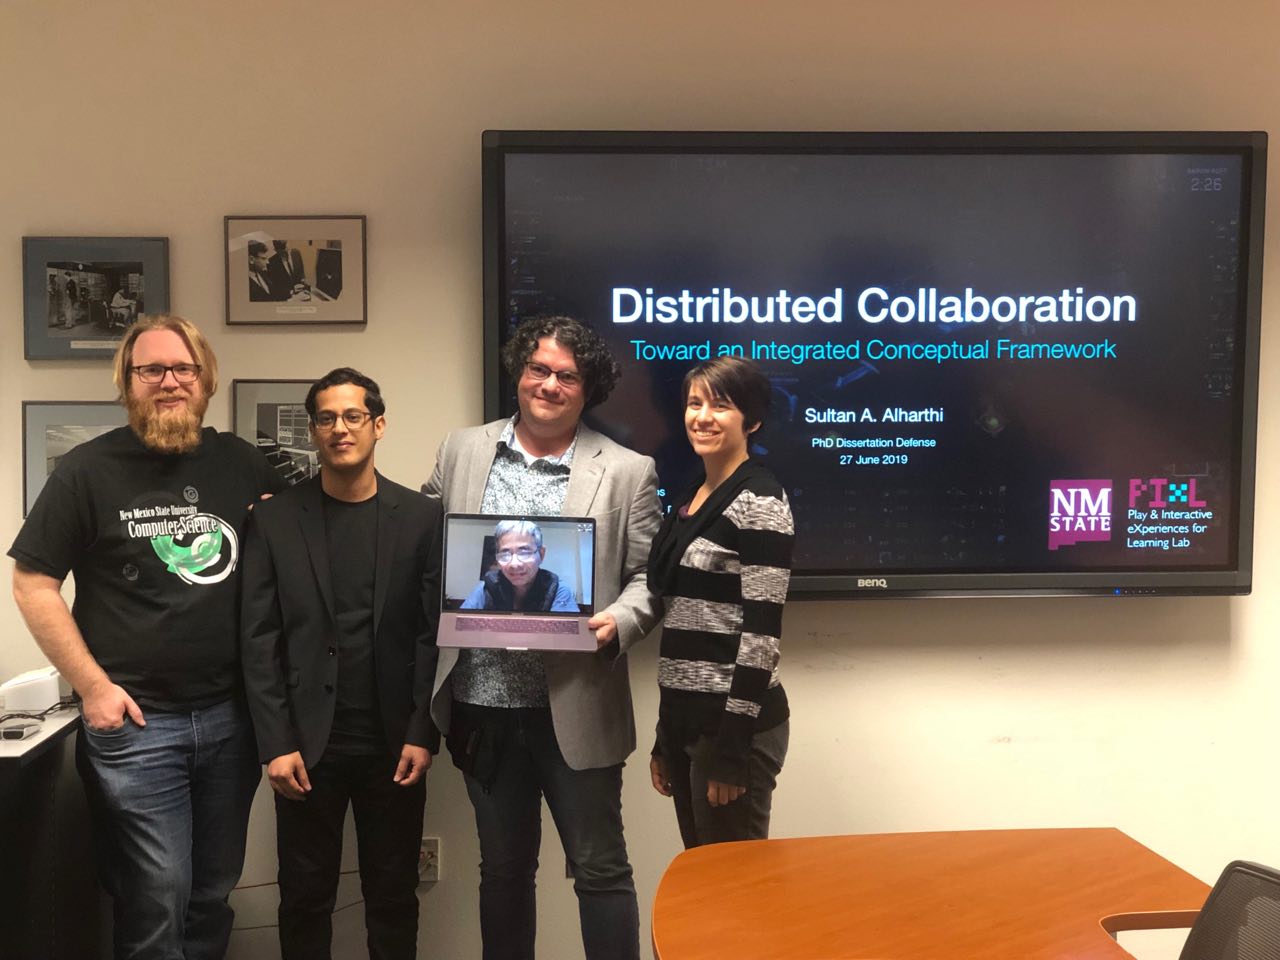 2:26
Distributed Collaboration
Toward an Integrated Conceptual Framework
Sultan A. Alharthi
PhD Dissertation Defense
27 June 2019
NM
STATE
PIxL
Play & Interactive
eXperiences for
Learning Lab
BenQ
New Mexico State University
Computer Science